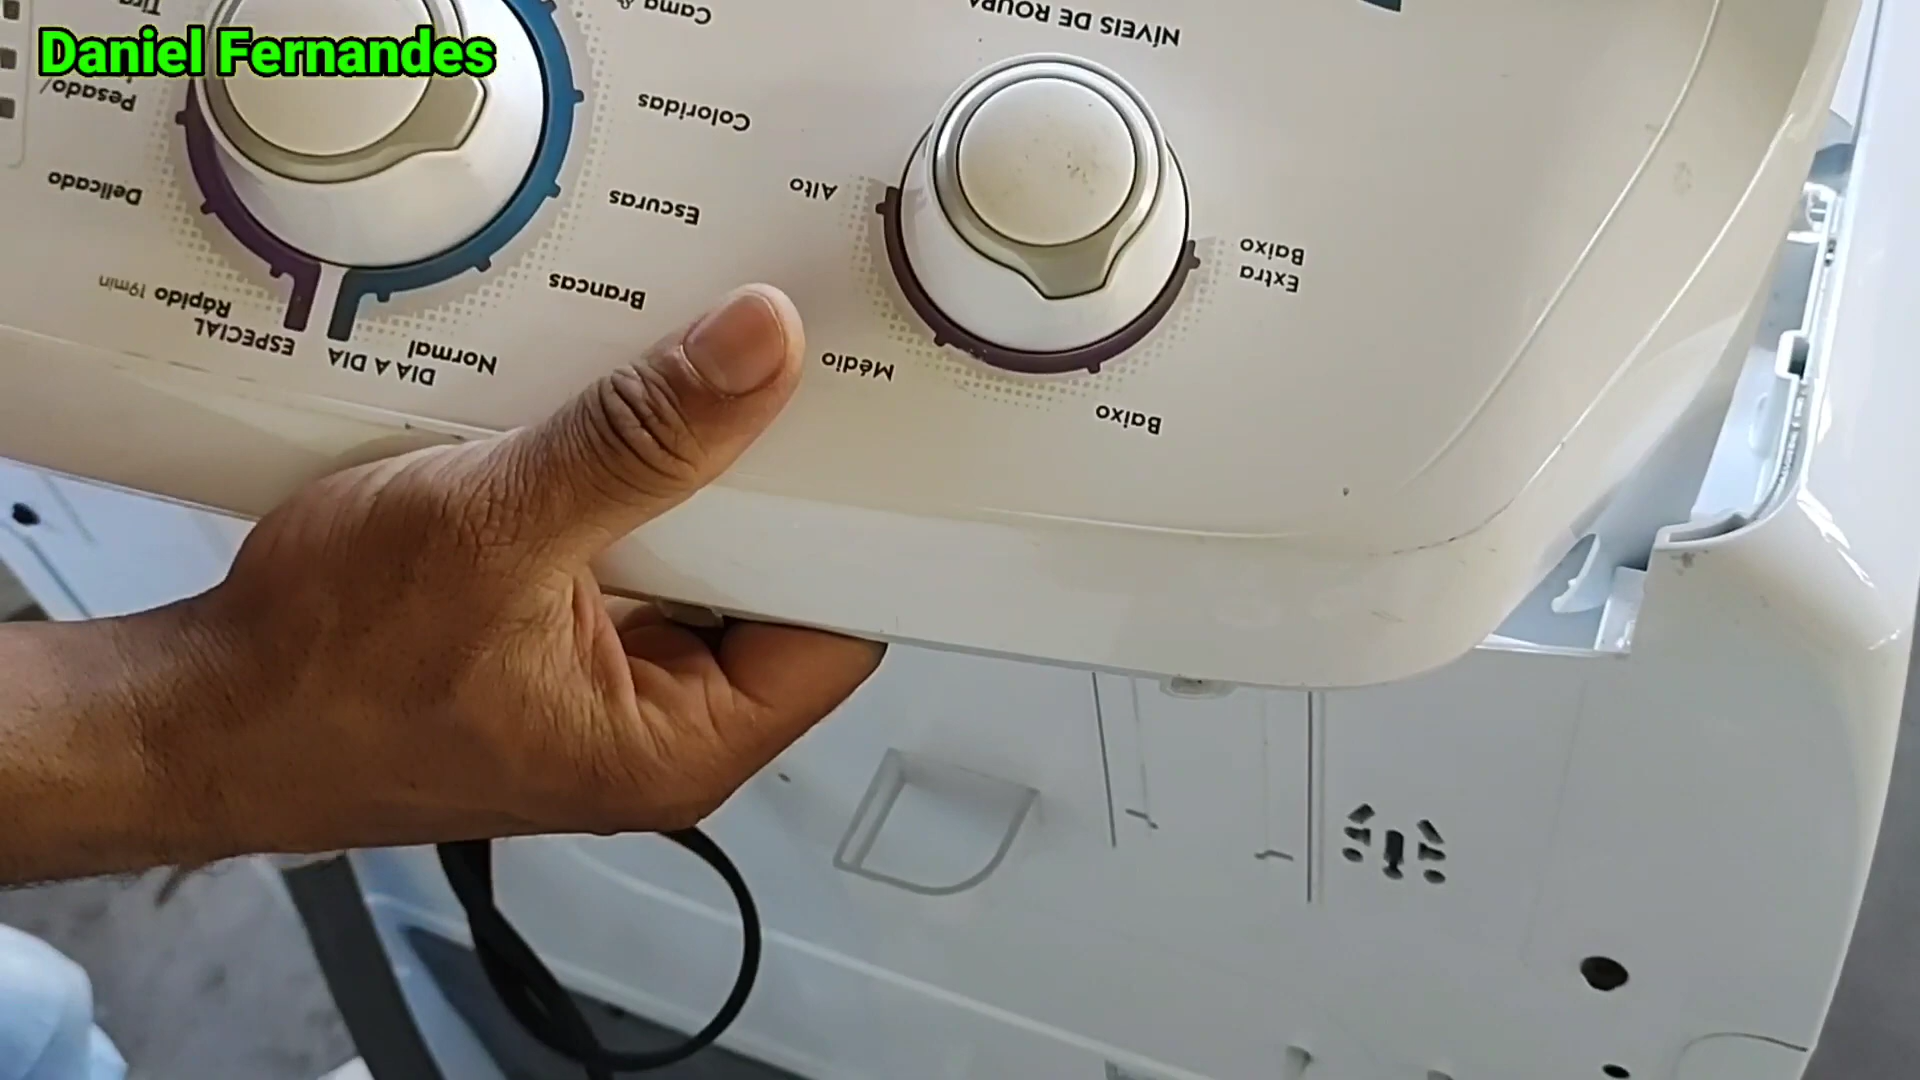 Daniel Fernandes
NÍVEIS DE ROUPA
Extra
Baixo
Baixo
Médio
Alto
DIA A DIA
Normal
Brancas
Escuras
Coloridas
Cama &
ESPECIAL
Rápido 19min
Delicado
Pesado/